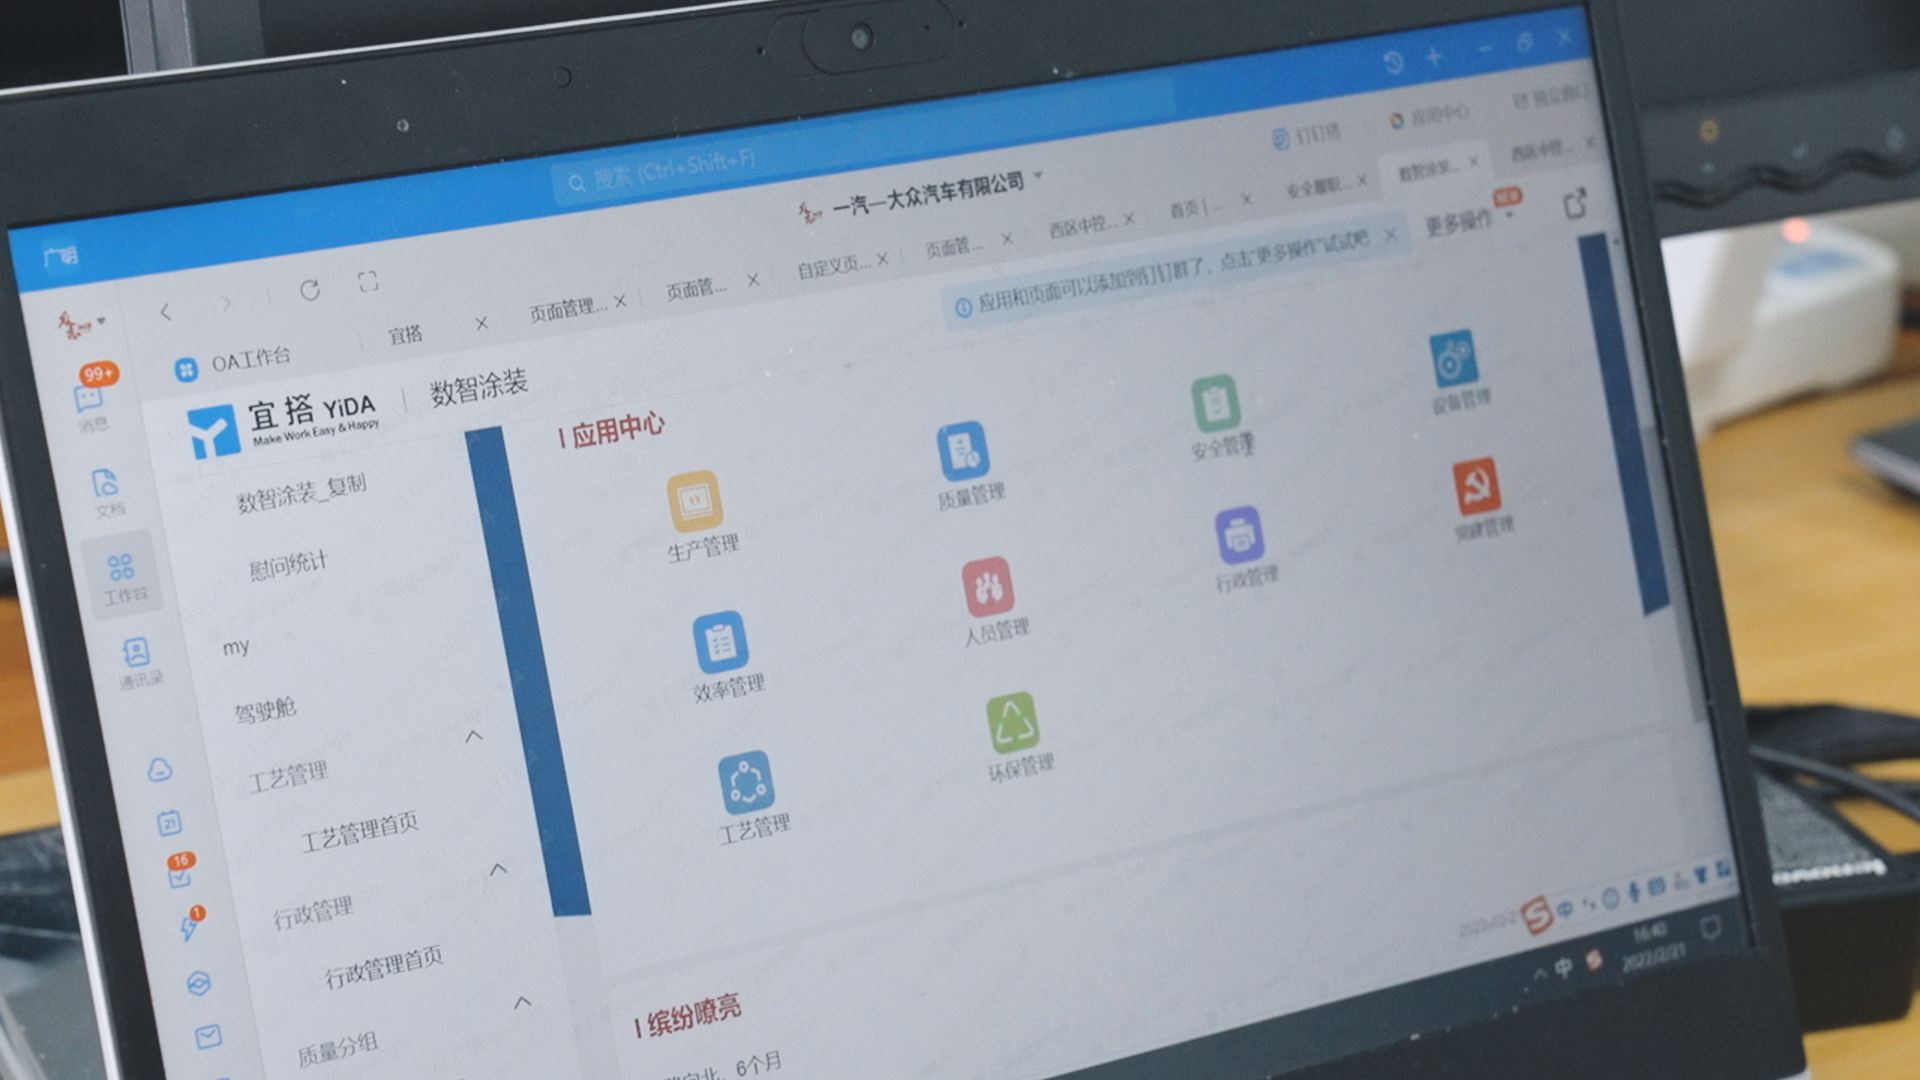 搜索 (Ctrl+Shift+F)
广明
一汽—大众汽车有限公司
钉钉搭
应用中心
99+
消息
文档
工作台
通讯录
21
16
1
OA工作台
宜搭
页面管理...
页面管...
自定义页...
页面管...
西区中控...
首页 | ...
安全履职...
数智涂装...
西区中控...
应用和页面可以添加到钉钉群了，点击“更多操作”试试吧
更多操作
宜搭 YiDA
Make Work Easy & Happy
数智涂装
数智涂装_复制
慰问统计
my
驾驶舱
工艺管理
工艺管理首页
行政管理
行政管理首页
质量分组
应用中心
生产管理
质量管理
安全管理
设备管理
效率管理
人员管理
行政管理
党建管理
工艺管理
环保管理
缤纷嘹亮
6个月
中
中
16:40
2022/2/21